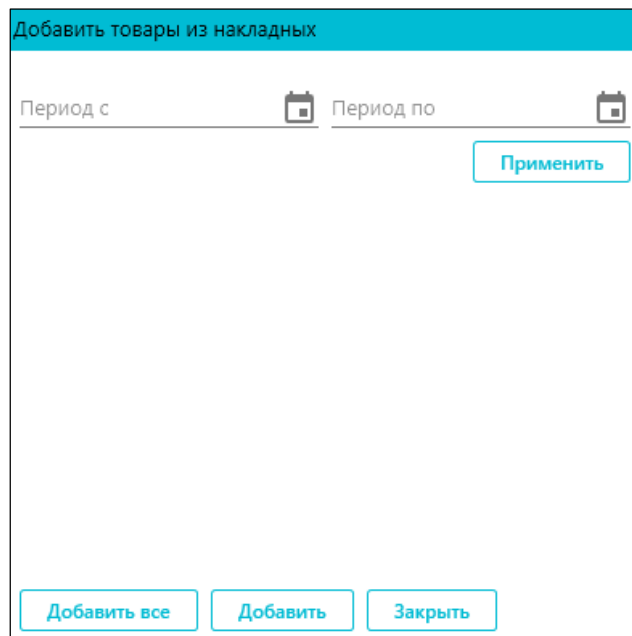 Добавить товары из накладных
Период с Период по
Применить
Добавить все Добавить Закрыть